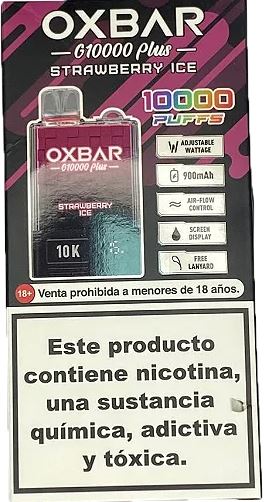 OXBAR
G10000 Plus
STRAWBERRY ICE
10000
PUFFS
OXBAR
G10000 Plus
STRAWBERRY
ICE
10K
ADJUSTABLE
WATTAGE
900mAh
AIR-FLOW
CONTROL
SCREEN
DISPLAY
FREE
LANYARD
18+ Venta prohibida a menores de 18 años.
Este producto
contiene nicotina,
una sustancia
química, adictiva
y tóxica.